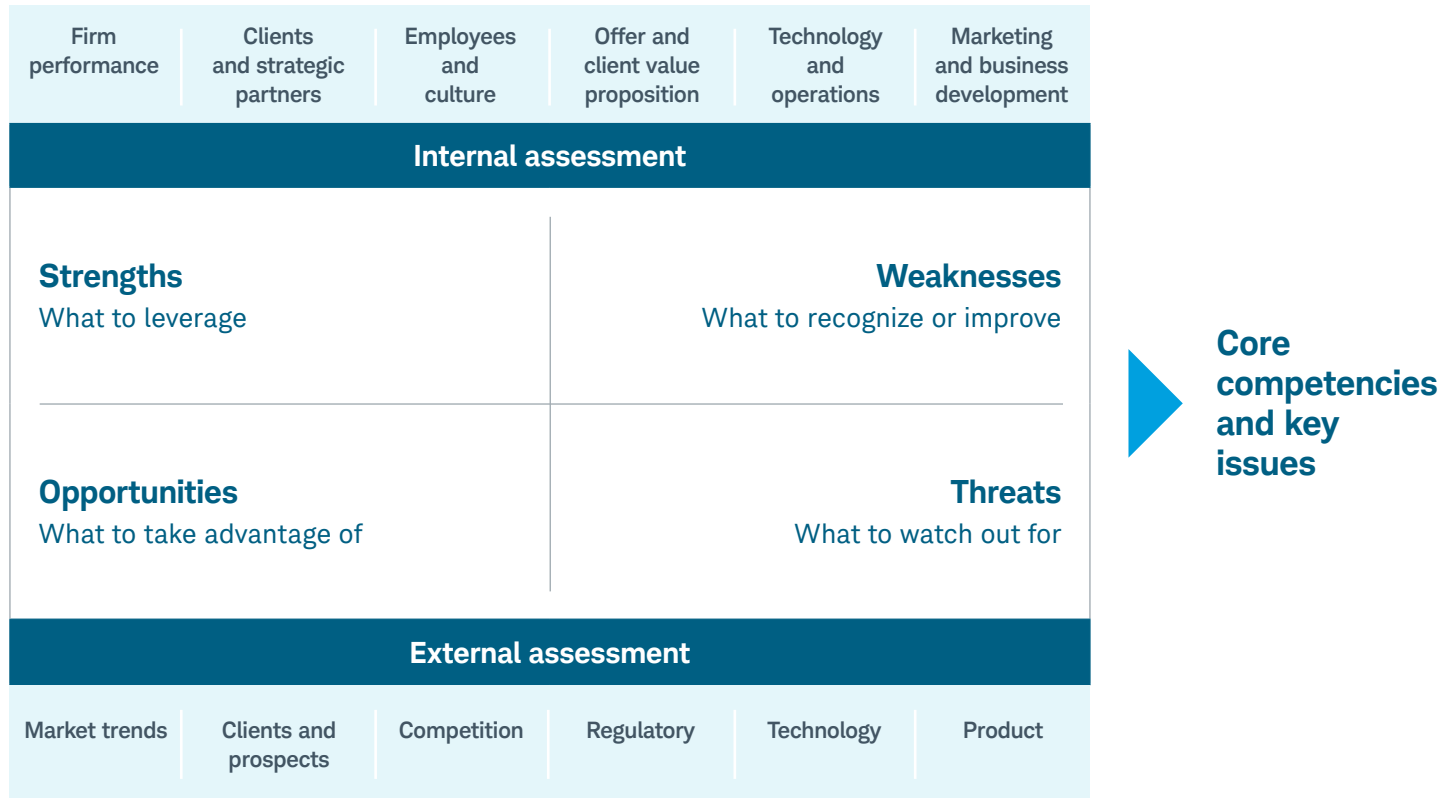 Firm
performance
Clients
and strategic
partners
Employees
and
culture
Offer and
client value
proposition
Technology
and
operations
Marketing
and business
development
Internal assessment
Strengths
What to leverage
Weaknesses
What to recognize or improve
Opportunities
What to take advantage of
Threats
What to watch out for
External assessment
Market trends
Clients and
prospects
Competition
Regulatory
Technology
Product
Core
competencies
and key
issues